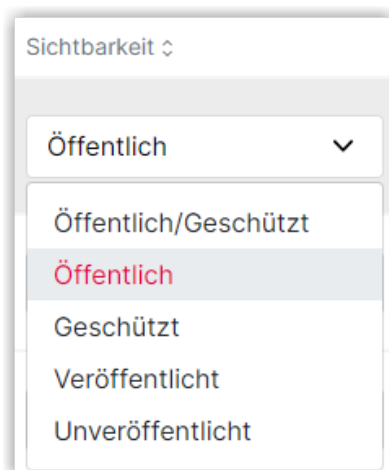 Sichtbarkeit
Öffentlich
Öffentlich/Geschützt
Öffentlich
Geschützt
Veröffentlicht
Unveröffentlicht